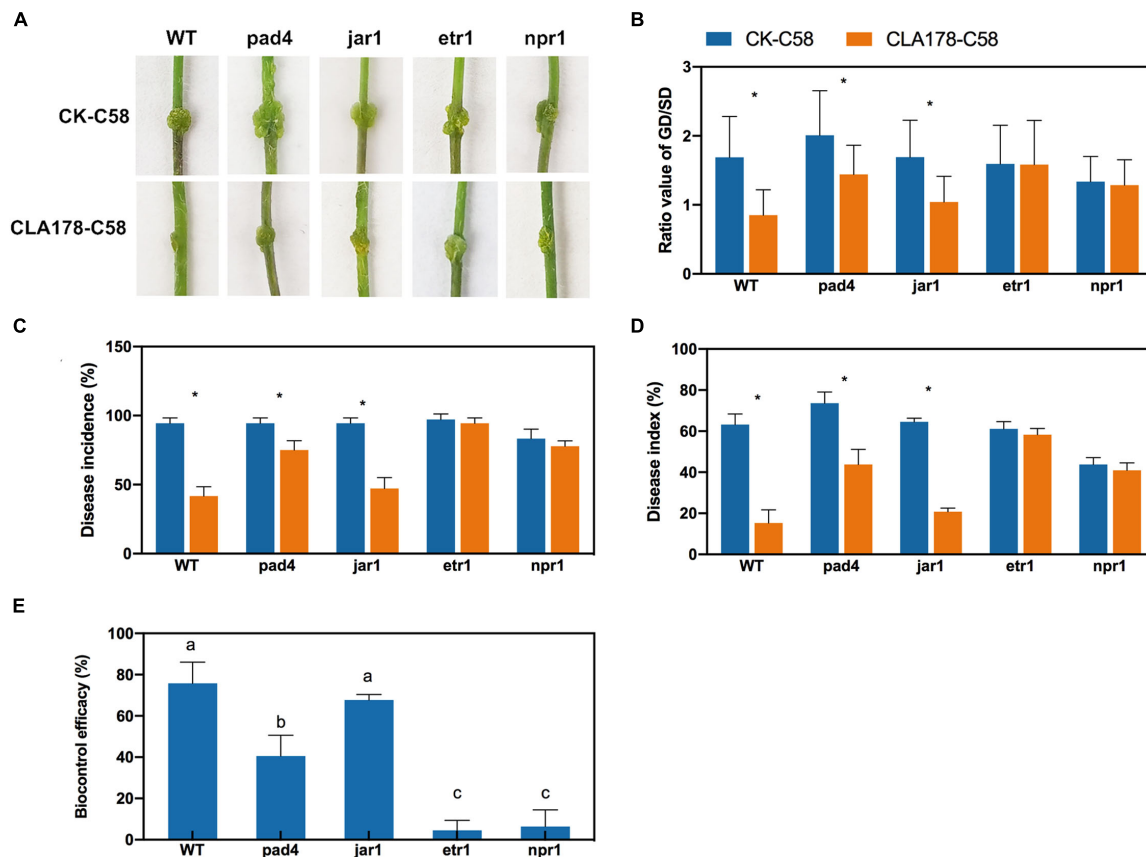 A
WT pad4 jar1 etr1 npr1
CK-C58
CLA178-C58
B
CK-C58 CLA178-C58
Ratio value of GD/SD
3
2
1
0
* * *
WT pad4 jar1 etr1 npr1
C
Disease incidence (%)
150
100
50
0
* * *
WT pad4 jar1 etr1 npr1
D
Disease index (%)
100
80
60
40
20
0
* * *
WT pad4 jar1 etr1 npr1
E
Biocontrol efficacy (%)
100
80
60
40
20
0
a b a c c
WT pad4 jar1 etr1 npr1